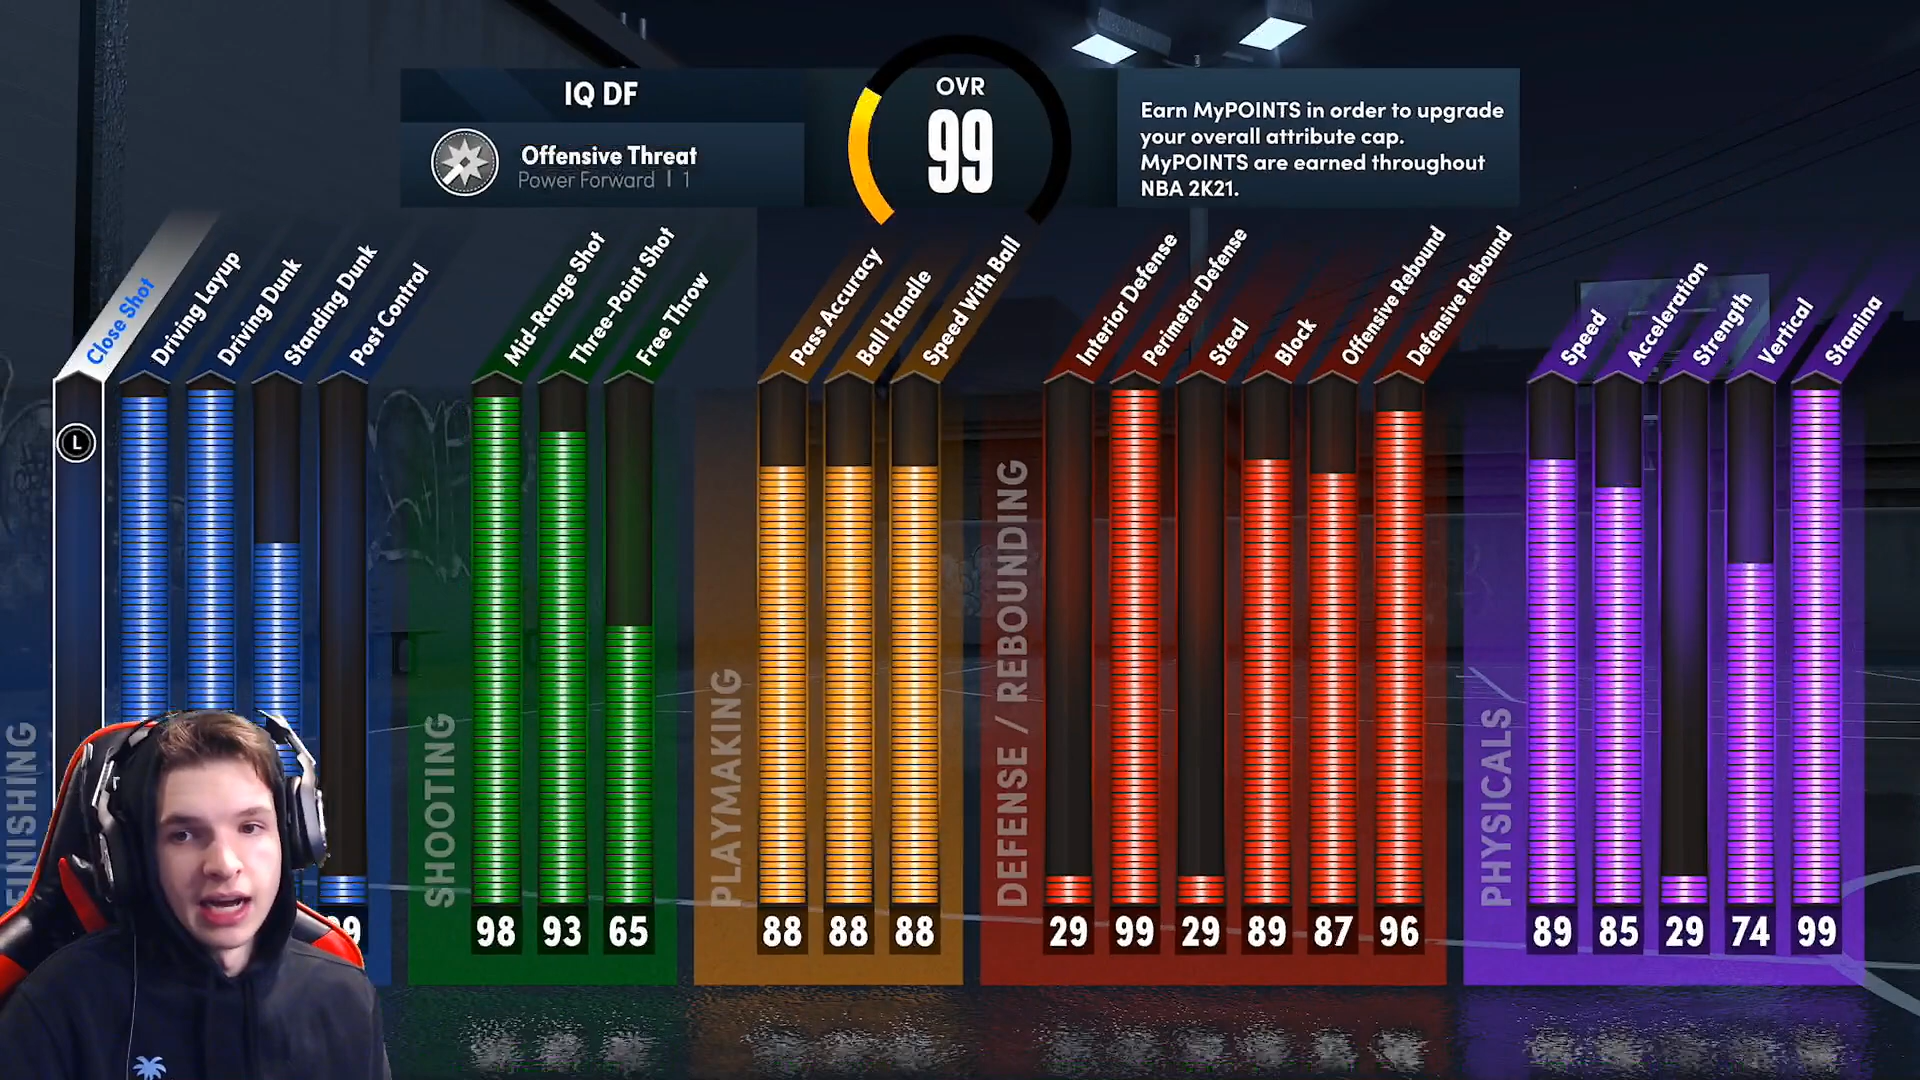 IQ DF
Offensive Threat
Power Forward | 1
OVR
99
Earn MyPOINTS in order to upgrade
your overall attribute cap.
MyPOINTS are earned throughout
NBA 2K21.
Close Shot
Driving Layup
Driving Dunk
Standing Dunk
Post Control
Mid-Range Shot
Three-Point Shot
Free Throw
Pass Accuracy
Ball Handle
Speed With Ball
Interior Defense
Perimeter Defense
Steal
Block
Offensive Rebound
Defensive Rebound
Speed
Acceleration
Strength
Vertical
Stamina
L
FINISHING
SHOOTING
PLAYMAKING
DEFENSE / REBOUNDING
PHYSICALS
98 93 65
88 88 88
29 99 29 89 87 96
89 85 29 74 99